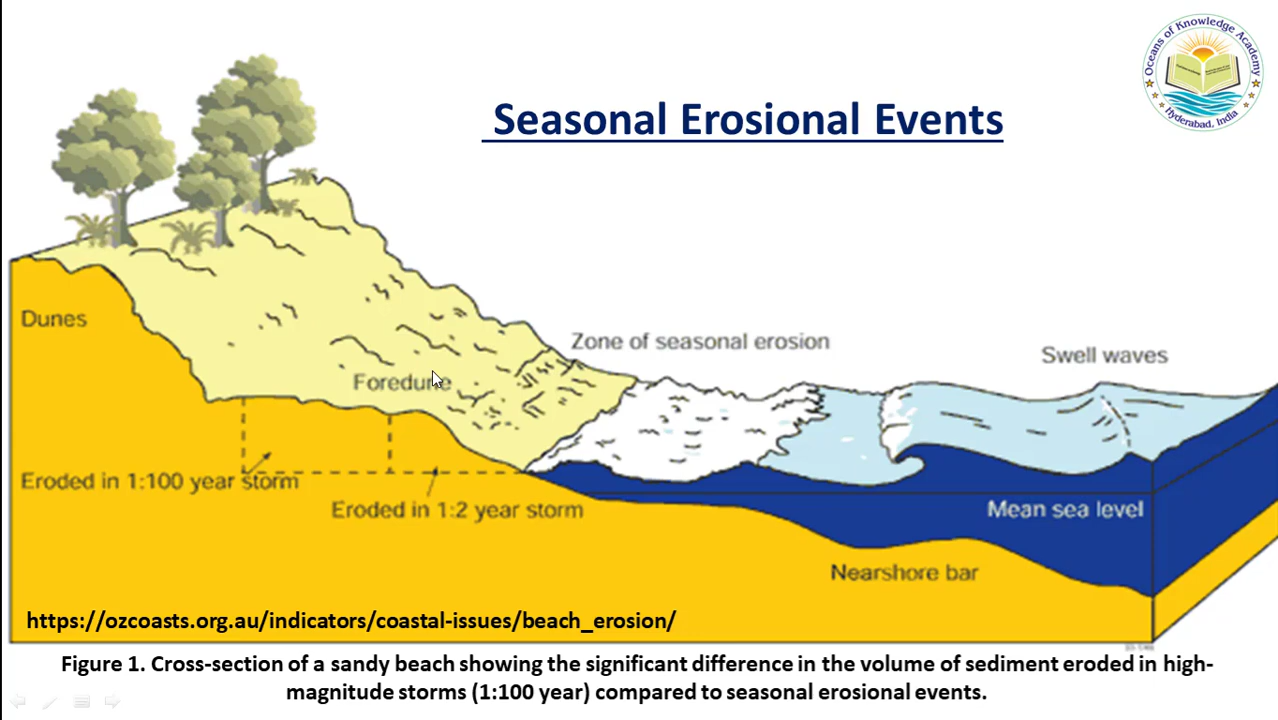 Oceans of Knowledge Academy
Hyderabad, India
Seasonal Erosional Events
Dunes
Zone of seasonal erosion
Swell waves
Foredune
Eroded in 1:100 year storm
Eroded in 1:2 year storm
Mean sea level
Nearshore bar
https://ozcoasts.org.au/indicators/coastal-issues/beach_erosion/
Figure 1. Cross-section of a sandy beach showing the significant difference in the volume of sediment eroded in high-
magnitude storms (1:100 year) compared to seasonal erosional events.